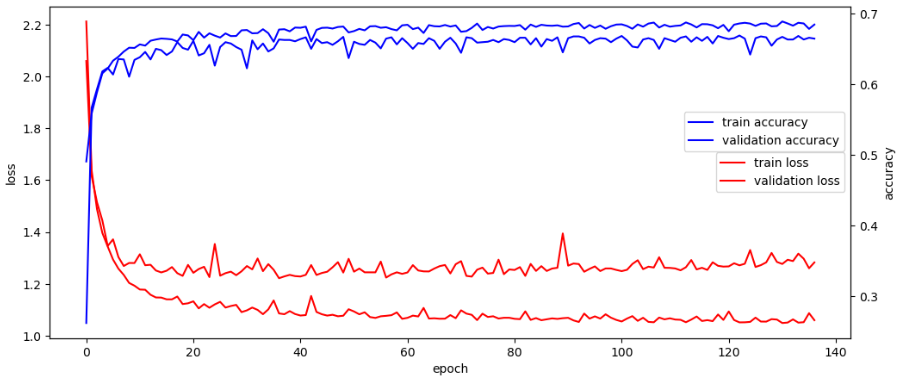 2.2
2.0
1.8
1.6
1.4
1.2
1.0
loss
0.7
0.6
0.5
0.4
0.3
accuracy
train accuracy
validation accuracy
train loss
validation loss
0 20 40 60 80 100 120 140
epoch